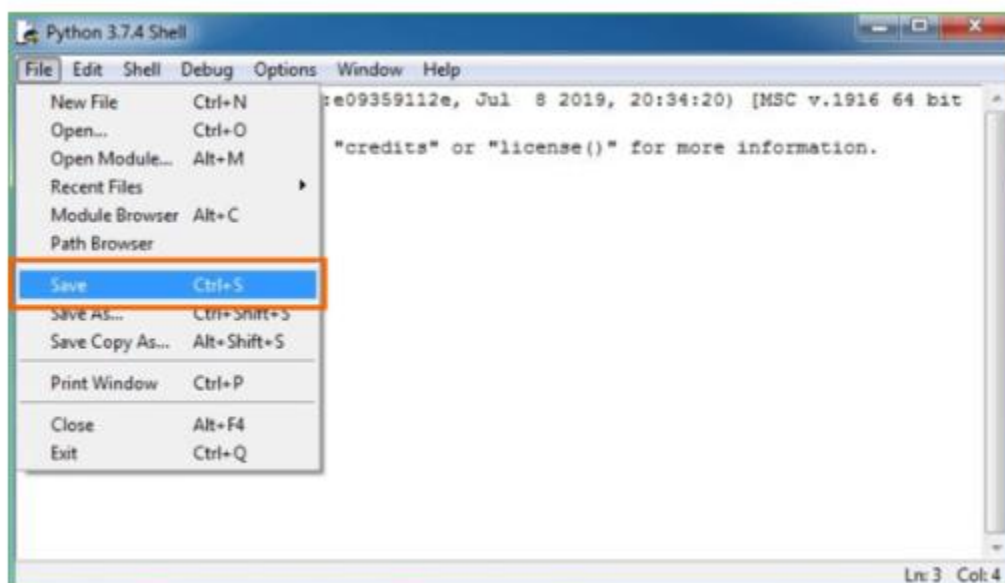 Python 3.7.4 Shell
File Edit Shell Debug Options Window Help
New File Ctrl+N
:e09359112e, Jul 8 2019, 20:34:20) [MSC v.1916 64 bit
Open... Ctrl+O
Open Module... Alt+M
"credits" or "license()" for more information.
Recent Files
Module Browser Alt+C
Path Browser
Save Ctrl+S
Save As... Ctrl+Shift+S
Save Copy As... Alt+Shift+S
Print Window Ctrl+P
Close Alt+F4
Exit Ctrl+Q
Ln: 3 Col: 4